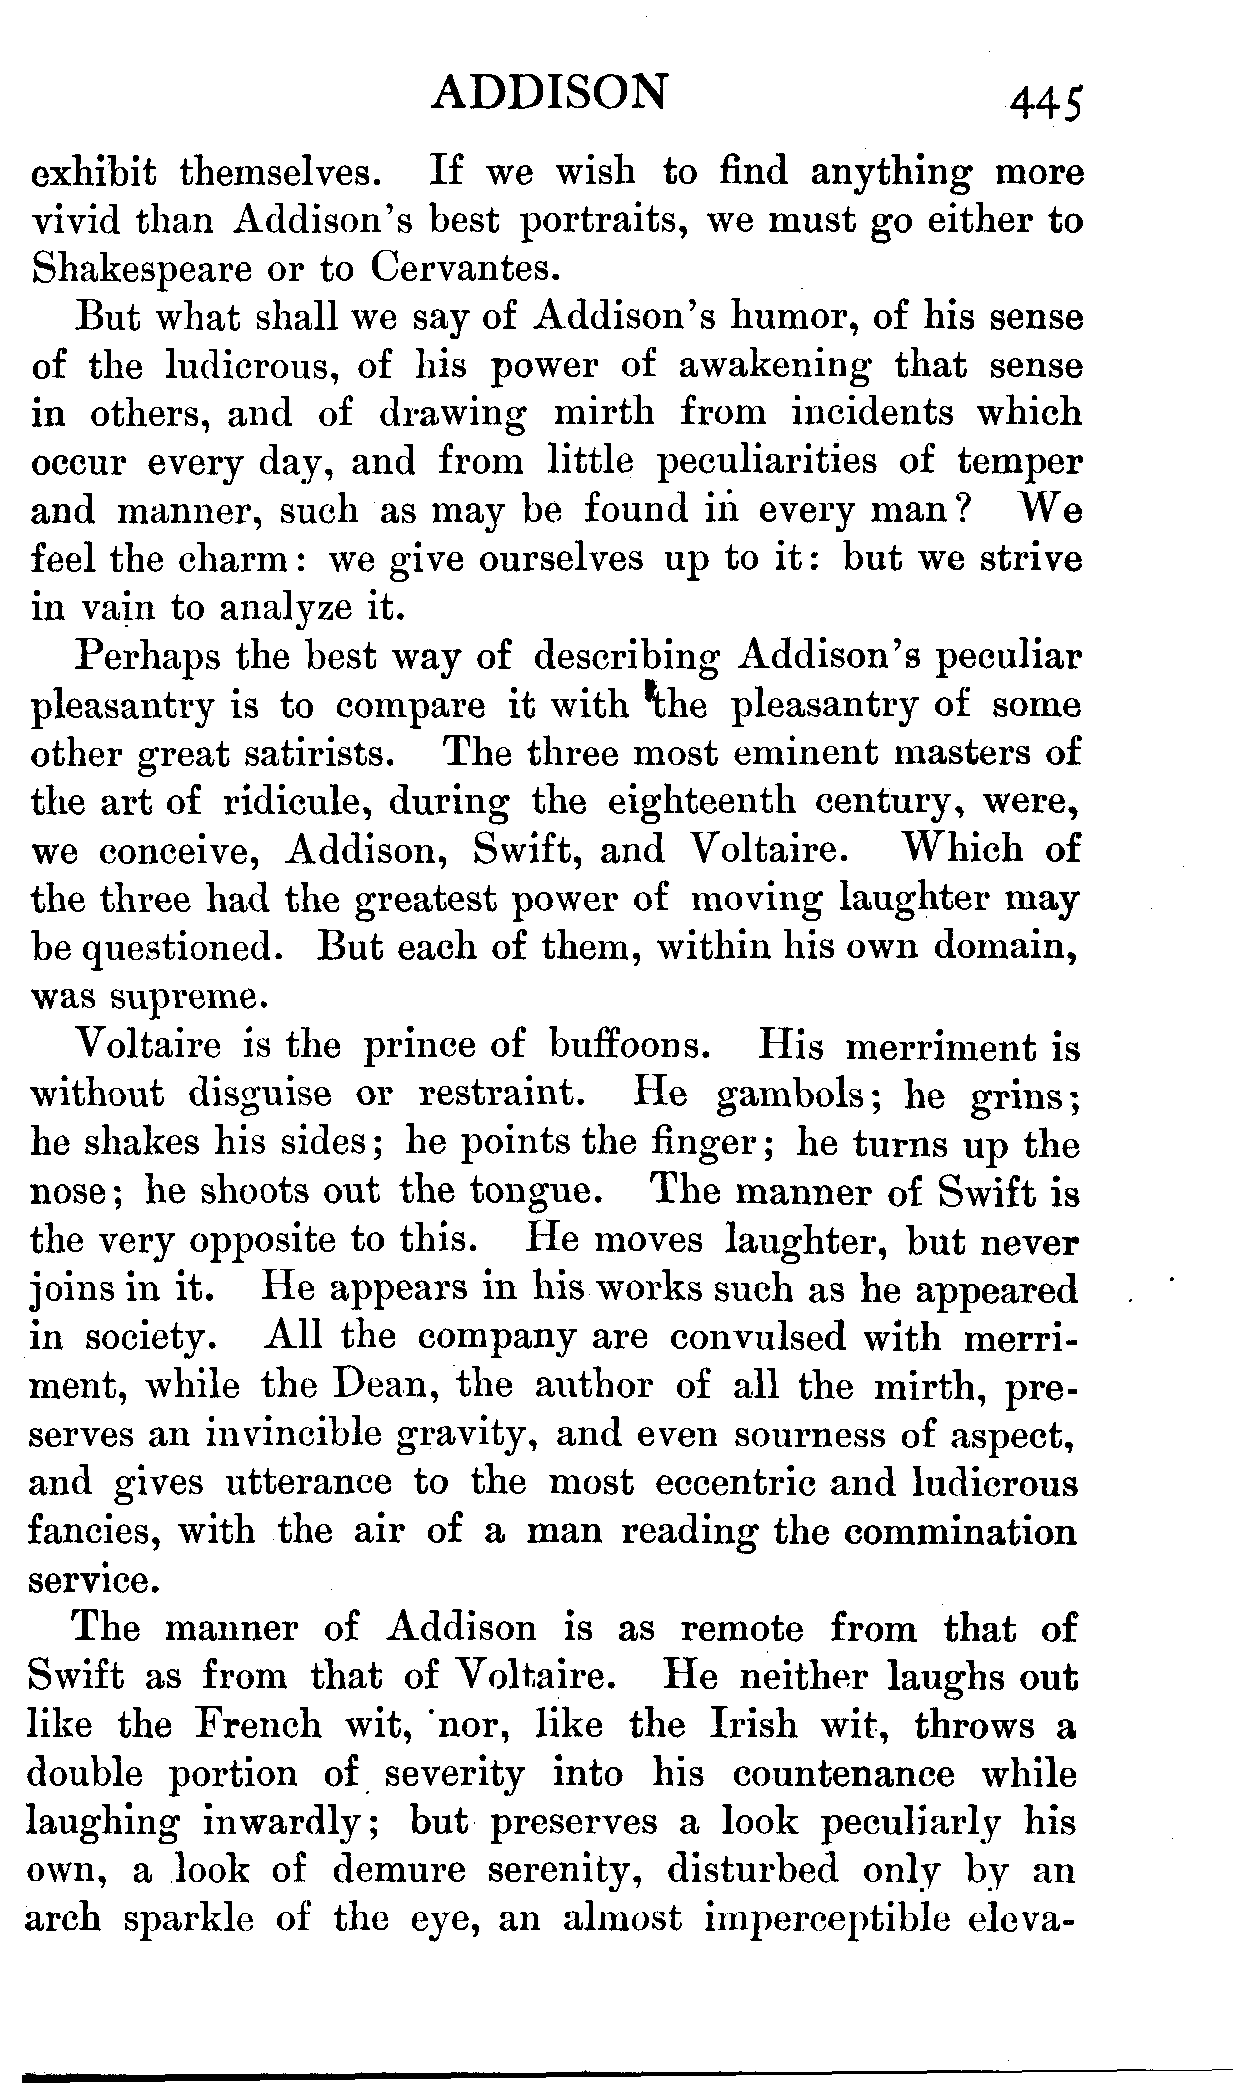 ADDISON 445
exhibit themselves. If we wish to find anything more
vivid than Addison's best portraits, we must go either to
Shakespeare or to Cervantes.
But what shall we say of Addison's humor, of his sense
of the ludicrous, of his power of awakening that sense
in others, and of drawing mirth from incidents which
occur every day, and from little peculiarities of temper
and manner, such as may be found in every man? We
feel the charm: we give ourselves up to it: but we strive
in vain to analyze it.
Perhaps the best way of describing Addison's peculiar
pleasantry is to compare it with the pleasantry of some
other great satirists. The three most eminent masters of
the art of ridicule, during the eighteenth century, were,
we conceive, Addison, Swift, and Voltaire. Which of
the three had the greatest power of moving laughter may
be questioned. But each of them, within his own domain,
was supreme.
Voltaire is the prince of buffoons. His merriment is
without disguise or restraint. He gambols; he grins;
he shakes his sides; he points the finger; he turns up the
nose; he shoots out the tongue. The manner of Swift is
the very opposite to this. He moves laughter, but never
joins in it. He appears in his works such as he appeared
in society. All the company are convulsed with merri-
ment, while the Dean, the author of all the mirth, pre-
serves an invincible gravity, and even sourness of aspect,
and gives utterance to the most eccentric and ludicrous
fancies, with the air of a man reading the commination
service.
The manner of Addison is as remote from that of
Swift as from that of Voltaire. He neither laughs out
like the French wit, nor, like the Irish wit, throws a
double portion of severity into his countenance while
laughing inwardly; but preserves a look peculiarly his
own, a look of demure serenity, disturbed only by an
arch sparkle of the eye, an almost imperceptible eleva-